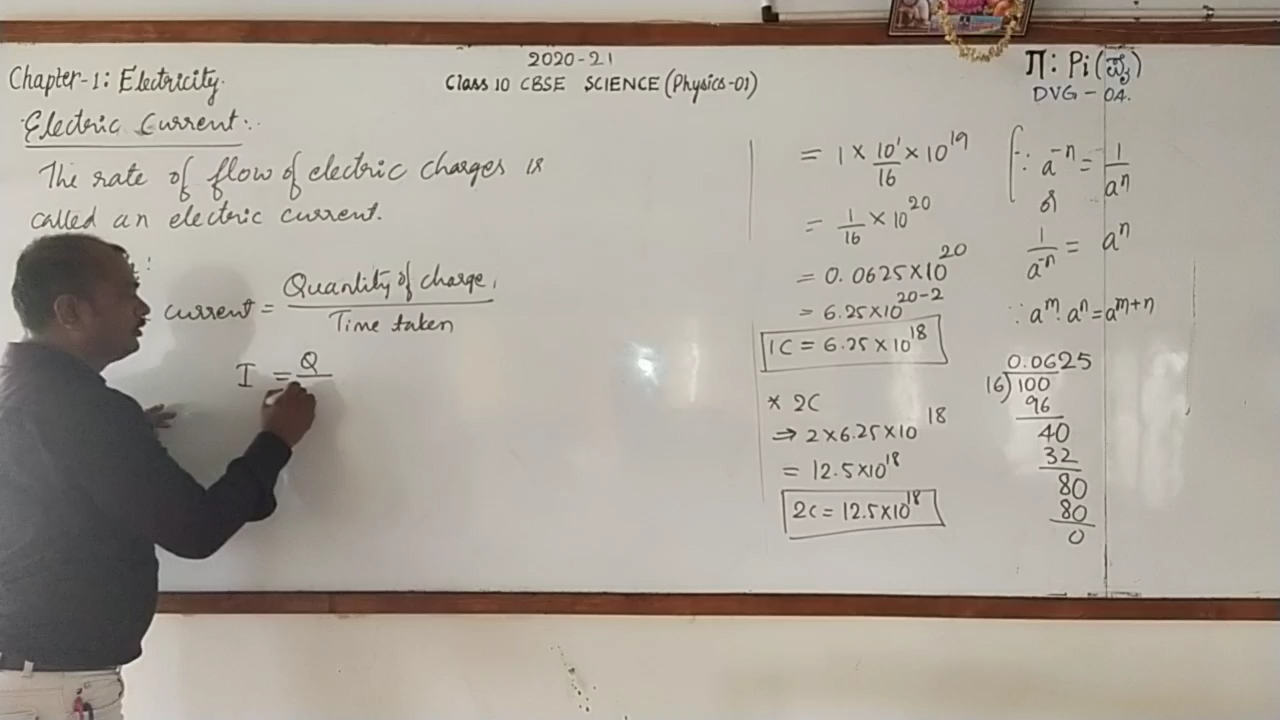 2020-21
Class 10 CBSE SCIENCE (Physics-01)
Π: Pi (ಪೈ)
DVG - 04.
Chapter-1: Electricity.
Electric Current:.
The rate of flow of electric charges is
called an electric current.
current = Quantity of charge / Time taken
I = Q
= 1 × 10¹/16 × 10¹⁹
= 1/16 × 10²⁰
= 0.0625×10²⁰
= 6.25×10²⁰⁻²
1C = 6.25×10¹⁸
* 2C
⇒ 2×6.25×10¹⁸
= 12.5×10¹⁸
2C = 12.5×10¹⁸
∵ a⁻ⁿ = 1/aⁿ
or
1/a⁻ⁿ = aⁿ
∵ aᵐ. aⁿ = aᵐ⁺ⁿ
0.0625
16)100
96
40
32
80
80
0